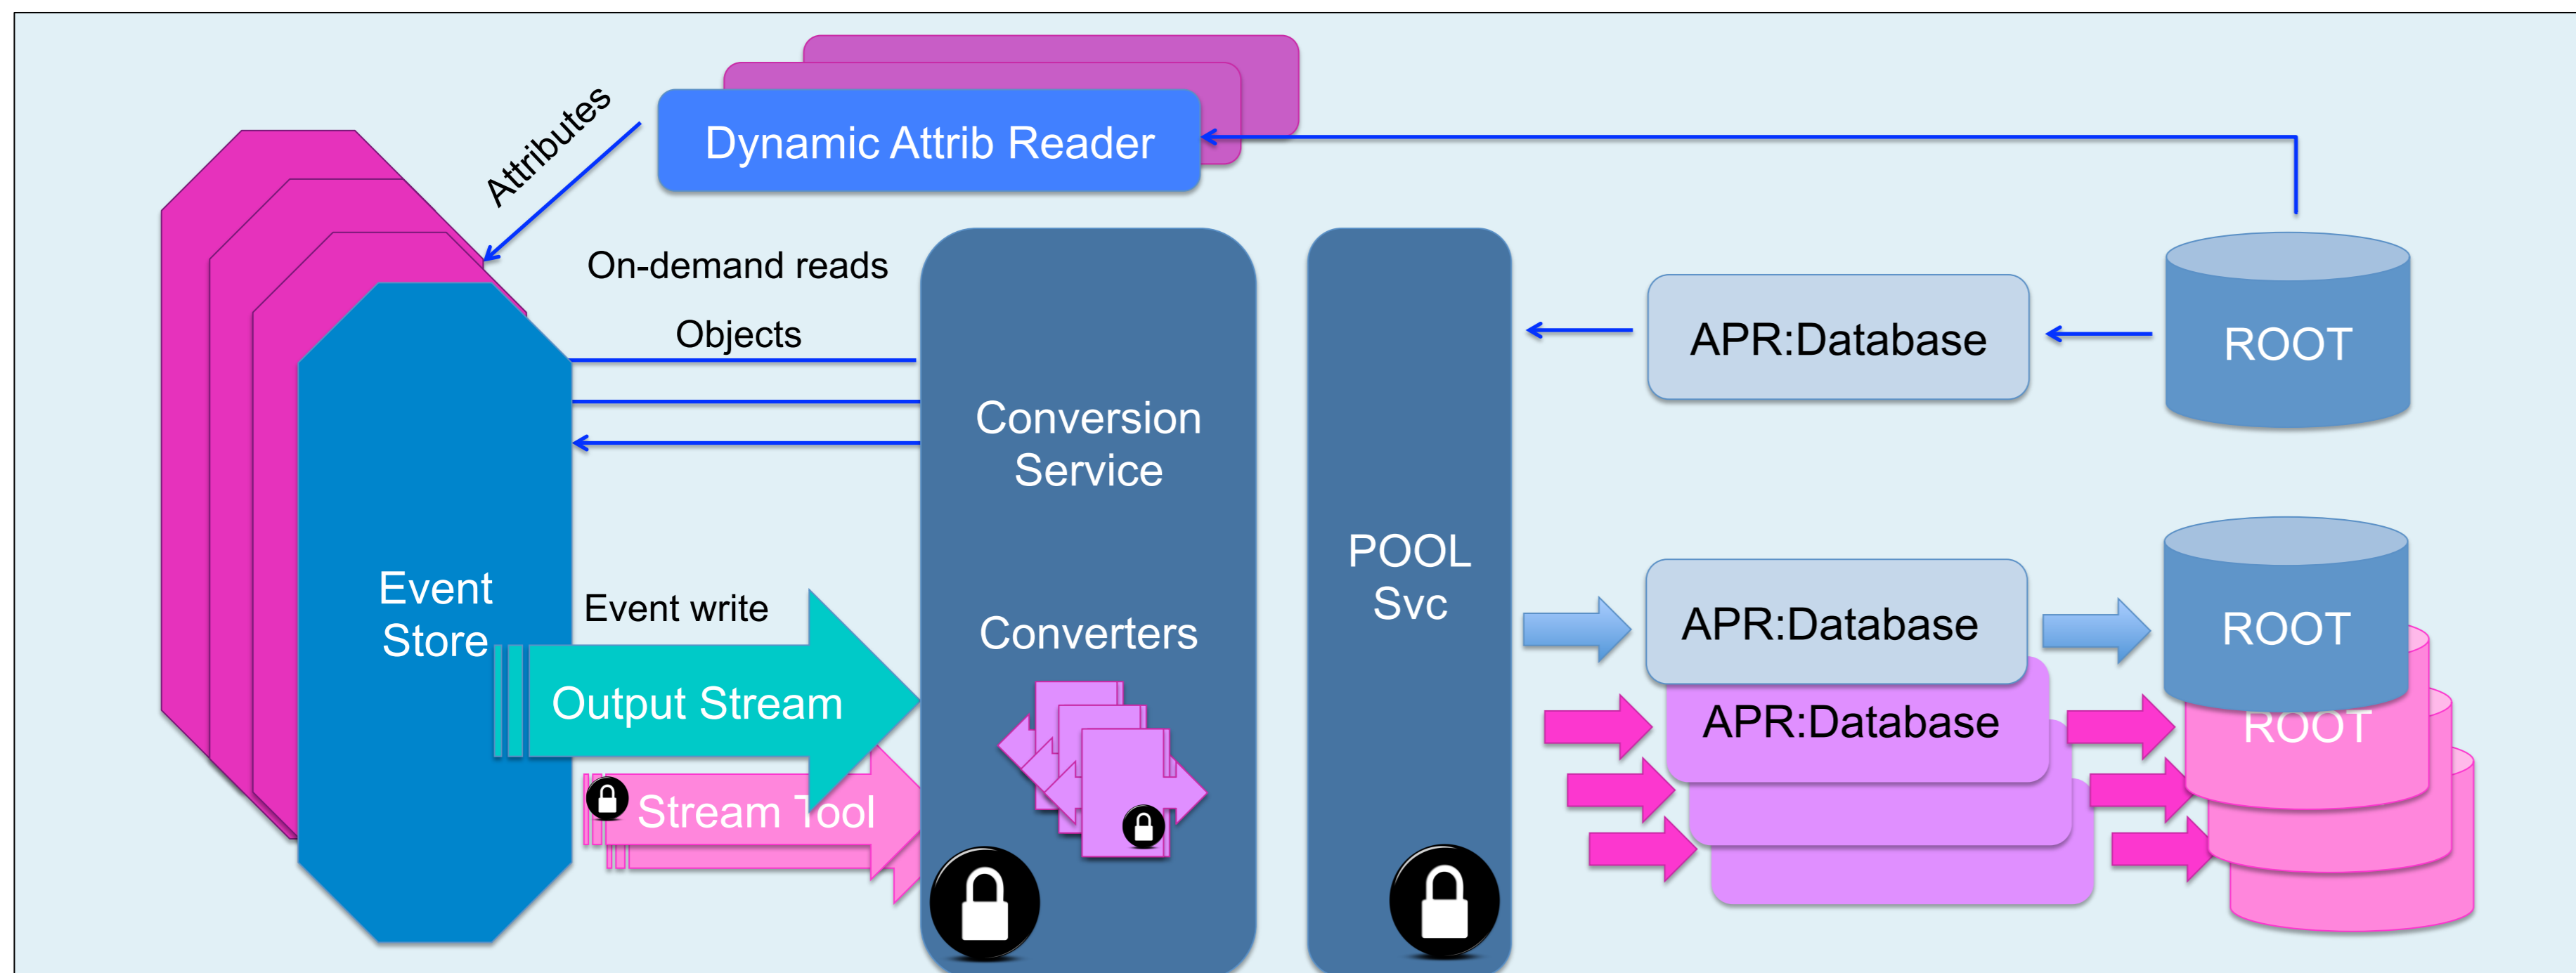 Attributes
Dynamic Attrib Reader
On-demand reads
Objects
Conversion
Service
Converters
POOL
Svc
APR:Database
ROOT
Event
Store
Event write
Output Stream
Stream Tool
APR:Database
ROOT
APR:Database
ROOT